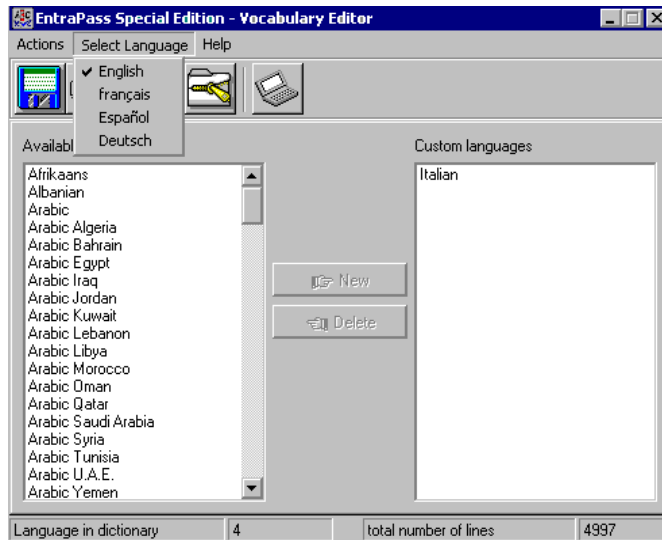 EntraPass Special Edition - Vocabulary Editor
Actions Select Language Help
English
français
Español
Deutsch
Custom languages
Afrikaans
Albanian
Arabic
Arabic Algeria
Arabic Bahrain
Arabic Egypt
Arabic Iraq
Arabic Jordan
Arabic Kuwait
Arabic Lebanon
Arabic Libya
Arabic Morocco
Arabic Oman
Arabic Qatar
Arabic Saudi Arabia
Arabic Syria
Arabic Tunisia
Arabic U.A.E.
Arabic Yemen
Italian
New
Delete
Language in dictionary 4 total number of lines 4997